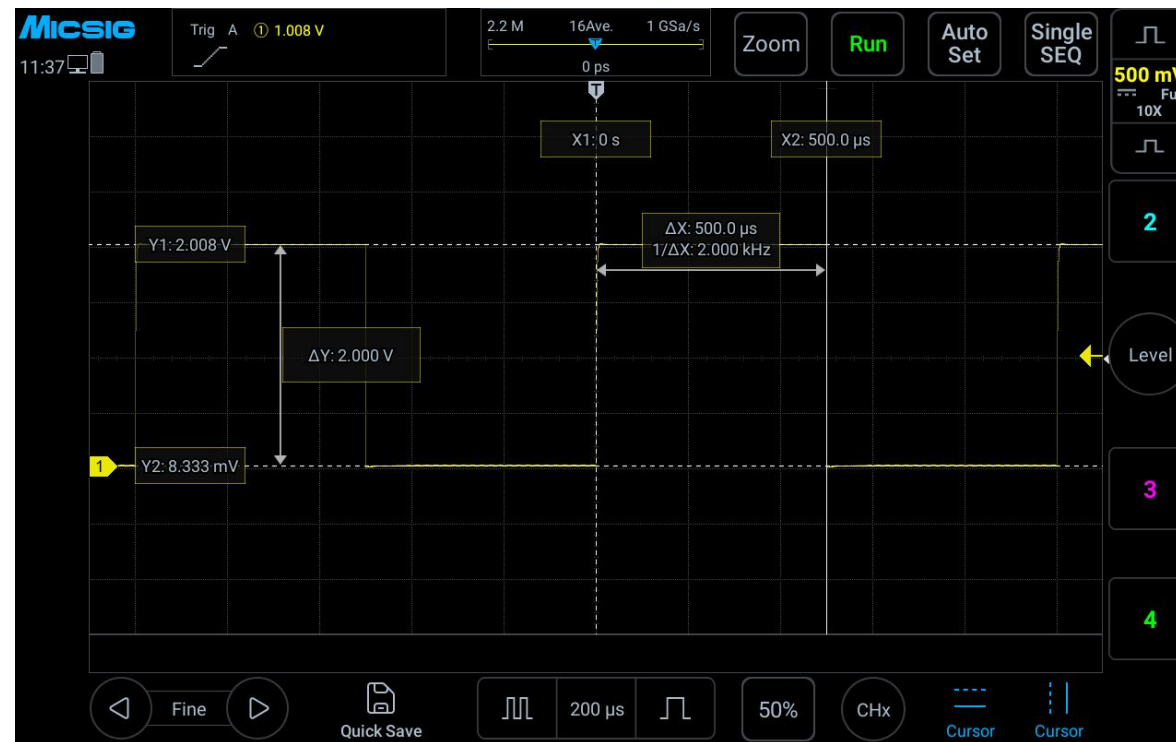 MICSIG
11:37
Trig A ① 1.008 V
2.2 M 16Ave. 1 GSa/s
T
0 ps
Zoom
Run
Auto
Set
Single
SEQ
500 mV
Fu
10X
T
X1: 0 s
X2: 500.0 µs
2
Y1: 2.008 V
ΔX: 500.0 µs
1/ΔX: 2.000 kHz
ΔY: 2.000 V
Level
1
Y2: 8.333 mV
3
4
Fine
Quick Save
200 µs
50%
CHx
Cursor
Cursor